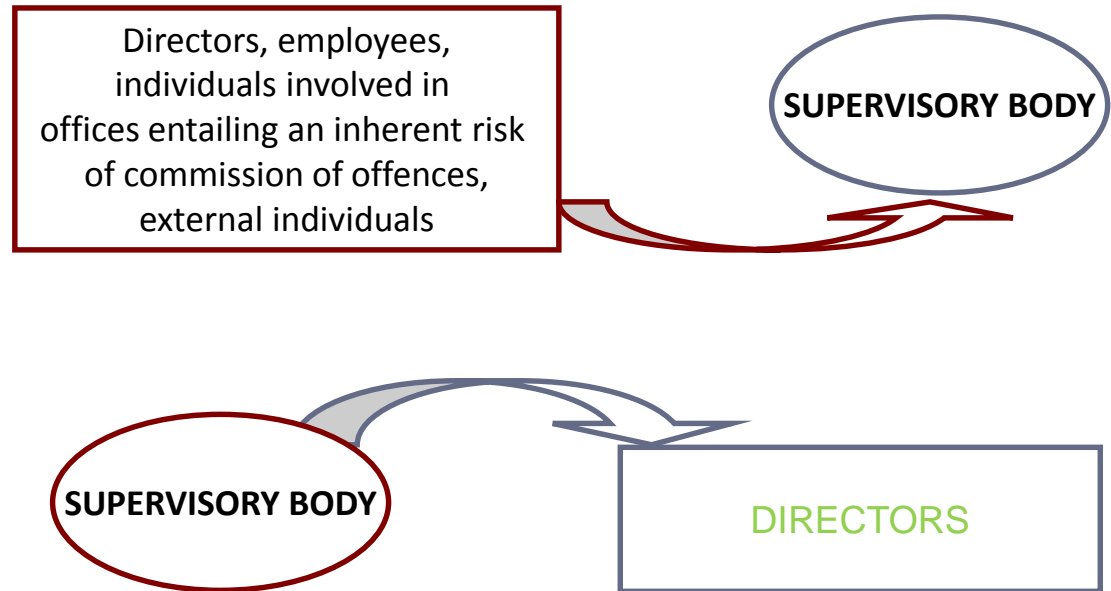 Directors, employees,
individuals involved in
offices entailing an inherent risk
of commission of offences,
external individuals
SUPERVISORY BODY
SUPERVISORY BODY
DIRECTORS